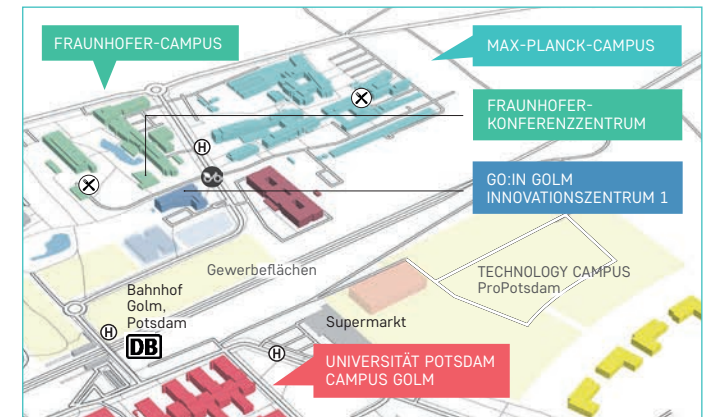 FRAUNHOFER-CAMPUS
MAX-PLANCK-CAMPUS
FRAUNHOFER-
KONFERENZZENTRUM
H
GO:IN GOLM
INNOVATIONSZENTRUM 1
Gewerbeflächen
TECHNOLOGY CAMPUS
ProPotsdam
Bahnhof
Golm,
Potsdam
H
DB
Supermarkt
H
UNIVERSITÄT POTSDAM
CAMPUS GOLM